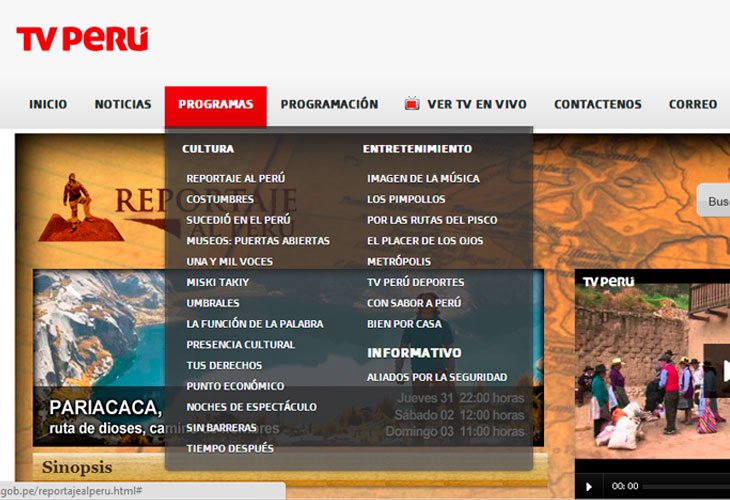 TV PERÚ
INICIO
NOTICIAS
PROGRAMAS
PROGRAMACIÓN
VER TV EN VIVO
CONTACTENOS
CORREO
CULTURA
REPORTAJE AL PERÚ
COSTUMBRES
SUCEDIÓ EN EL PERÚ
MUSEOS: PUERTAS ABIERTAS
UNA Y MIL VOCES
MISKI TAKIY
UMBRALES
LA FUNCIÓN DE LA PALABRA
PRESENCIA CULTURAL
TUS DERECHOS
PUNTO ECONÓMICO
NOCHES DE ESPECTÁCULO
SIN BARRERAS
TIEMPO DESPUÉS
ENTRETENIMIENTO
IMAGEN DE LA MÚSICA
LOS PIMPOLLOS
POR LAS RUTAS DEL PISCO
EL PLACER DE LOS OJOS
METRÓPOLIS
TV PERÚ DEPORTES
CON SABOR A PERÚ
BIEN POR CASA
INFORMATIVO
ALIADOS POR LA SEGURIDAD
REPORTAJE
AL PERÚ
Bus
TV PERÚ
PARIACACA,
ruta de dioses,
Jueves 31 22:00 horas
Sábado 02 12:00 horas
Domingo 03 11:00 horas
Sinopsis
00:00
gob.pe/reportajealperu.html#